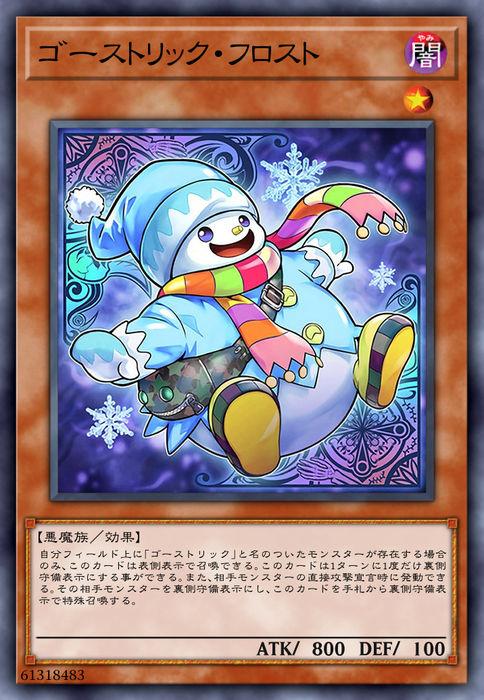 ゴーストリック・フロスト
やみ
闇
【悪魔族／効果】
自分フィールド上に「ゴーストリック」と名のついたモンスターが存在する場合
のみ、このカードは表側表示で召喚できる。このカードは1ターンに1度だけ裏側
守備表示にする事ができる。また、相手モンスターの直接攻撃宣言時に発動でき
る。その相手モンスターを裏側守備表示にし、このカードを手札から裏側守備表
示で特殊召喚する。
ATK/ 800 DEF/ 100
61318483